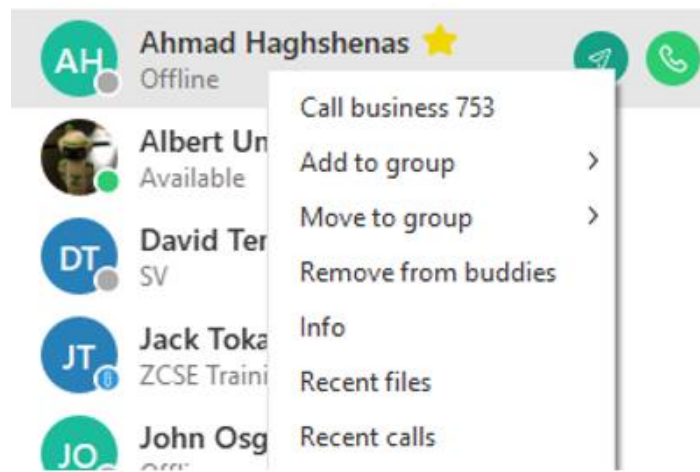 AH
Ahmad Haghshenas
Offline
Call business 753
Add to group
Move to group
Remove from buddies
Info
Recent files
Recent calls
Albert Un
Available
DT
David Ter
SV
JT
Jack Toka
ZCSE Traini
JO
John Osg